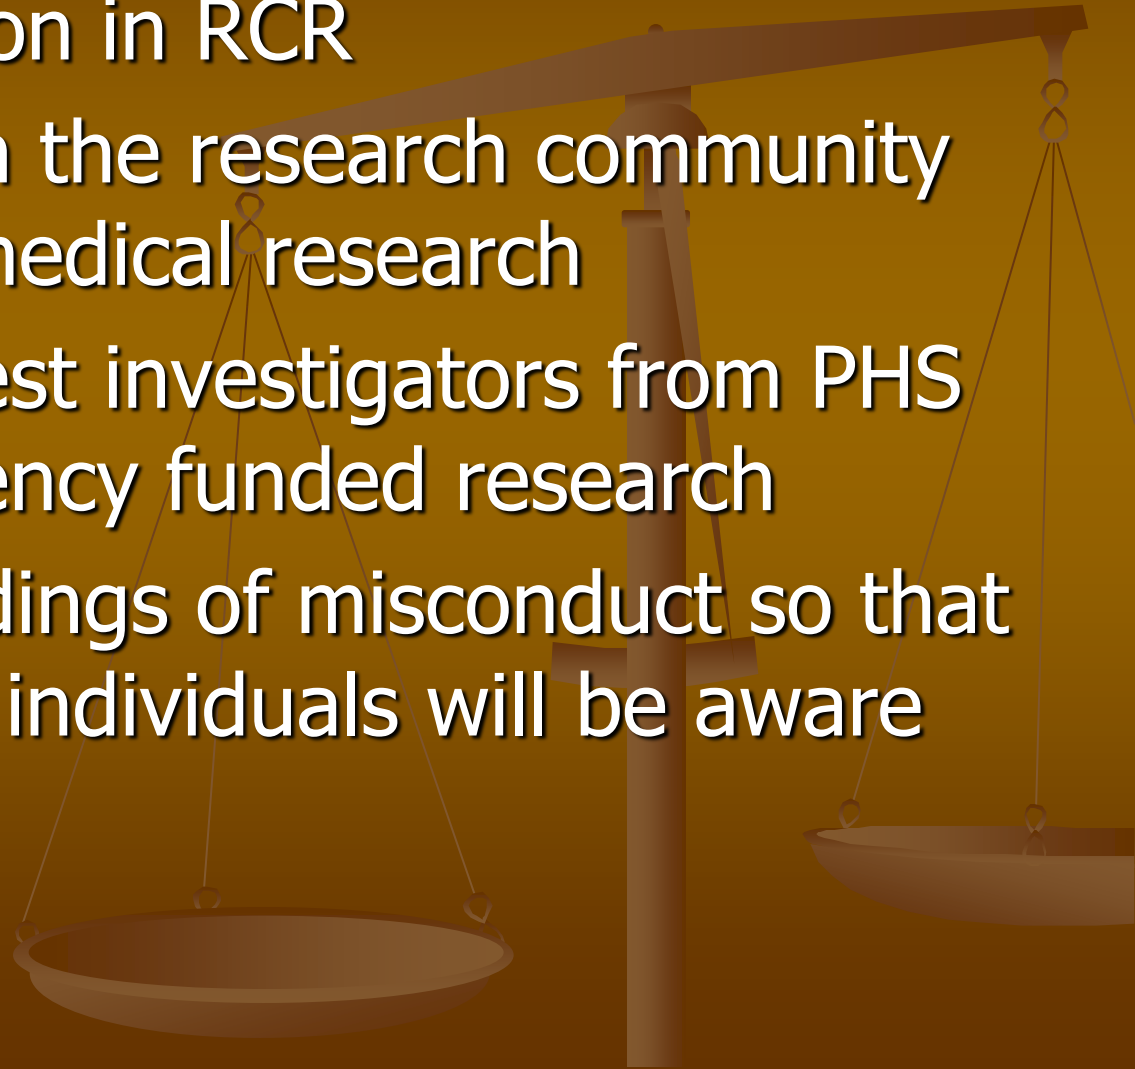 on in RCR
the research community
medical research
est investigators from PHS
ency funded research
dings of misconduct so that
individuals will be aware